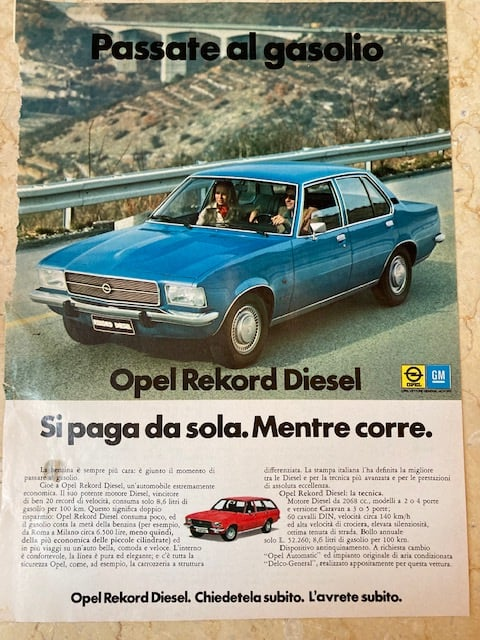 Passate al gasolio
OPEL
GM
Opel Rekord Diesel
Si paga da sola. Mentre corre.
La benzina è sempre più cara: è giunto il momento di
passare al gasolio.
Cioè a Opel Rekord Diesel, un'automobile estremamente
economica. Il suo potente motore Diesel, vincitore
di ben 20 record di velocità, consuma solo 8,6 litri di
gasolio per 100 km. Questo significa doppio
risparmio: Opel Rekord Diesel consuma poco, ed
il gasolio costa la metà della benzina (per esempio,
da Roma a Milano circa 6.500 lire, meno quindi,
della più economica delle piccole cilindrate) ed
in più viaggi su un'auto bella, comoda e veloce. L'interno
è confortevole, la linea è pura ed elegante; e c'è tutta la
sicurezza Opel, come, ad esempio, la carrozzeria a struttura
differenziata. La stampa italiana l'ha definita la migliore
tra le Diesel e per la tecnica più avanzata e per le prestazioni
di assoluta eccellenza.
Opel Rekord Diesel: la tecnica.
Motore Diesel da 2068 cc., modelli a 2 o 4 porte
e versione Caravan a 3 o 5 porte;
60 cavalli DIN, velocità circa 140 km/h
ed alta velocità di crociera, elevata silenziosità,
ottima tenuta di strada. Bollo annuale
solo L. 32.260; 8,6 litri di gasolio per 100 km.
Dispositivo antinquinamento. A richiesta cambio
"Opel Automatic" ed impianto originale di aria condizionata
"Delco-General", realizzato appositamente per questa vettura.
Opel Rekord Diesel. Chiedetela subito. L'avrete subito.